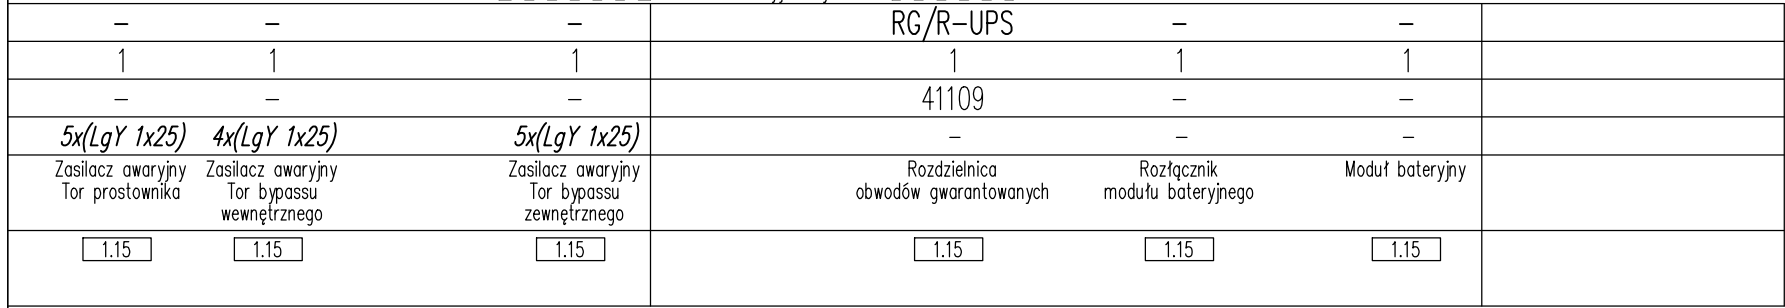 – – – RG/R–UPS – –
1 1 1 1 1 1
– – – 41109 – –
5x(LgY 1x25) 4x(LgY 1x25) 5x(LgY 1x25) – – –
Zasilacz awaryjny Zasilacz awaryjny Zasilacz awaryjny Rozdzielnica Rozłącznik Moduł bateryjny
Tor prostownika Tor bypassu Tor bypassu obwodów gwarantowanych modułu bateryjnego
wewnętrznego zewnętrznego
1.15 1.15 1.15 1.15 1.15 1.15